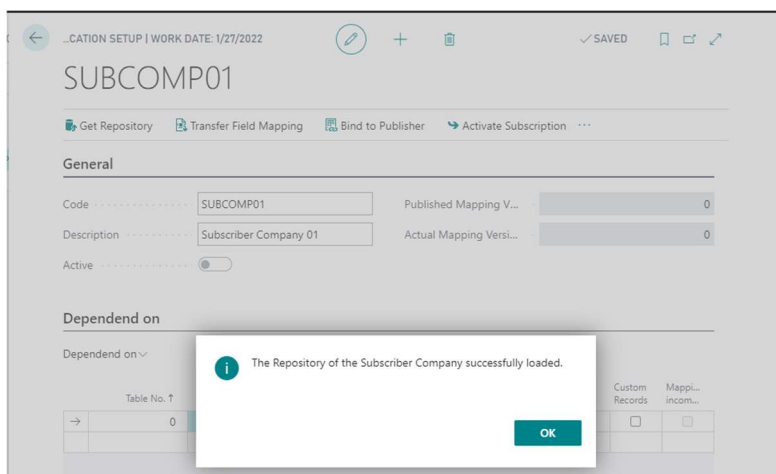 ...CATION SETUP | WORK DATE: 1/27/2022
SAVED
SUBCOMP01
Get Repository Transfer Field Mapping Bind to Publisher Activate Subscription ...
General
Code SUBCOMP01 Published Mapping V... 0
Description Subscriber Company 01 Actual Mapping Versi... 0
Active
Dependend on
Dependend on
The Repository of the Subscriber Company successfully loaded.
Table No. ↑ Custom Records Mappi... incom...
0
OK